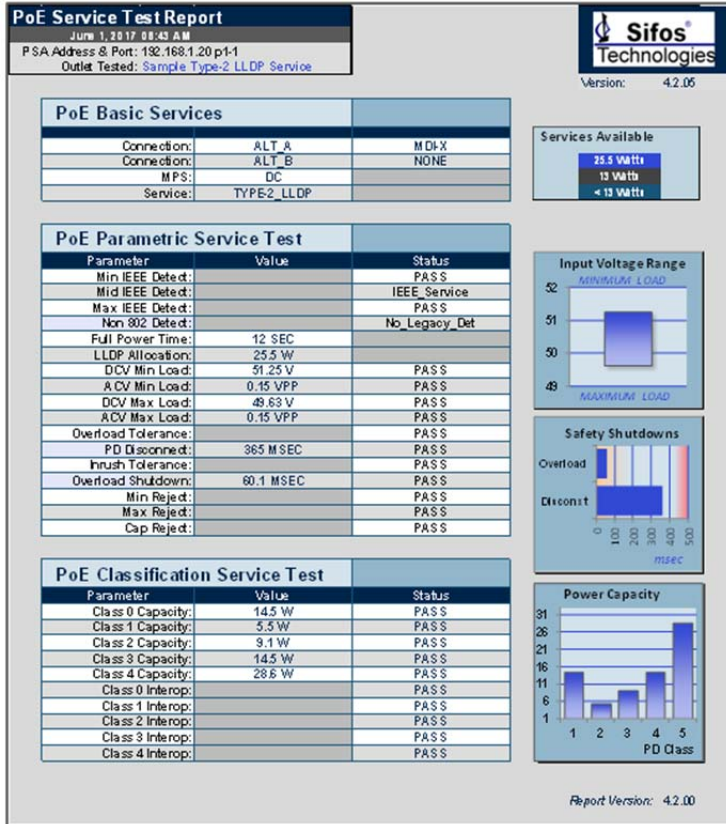 PoE Service Test Report
June 1, 2017 08:43 AM
PSA Address & Port: 192.168.1.20 p1-1
Outlet Tested: Sample Type-2 LLDP Service
Sifos®
Technologies
Version: 4.2.05
PoE Basic Services
Connection: ALT_A MDI-X
Connection: ALT_B NONE
MPS: DC
Service: TYPE-2_LLDP
Services Available
25.5 Watts
13 Watts
< 13 Watts
PoE Parametric Service Test
Parameter Value Status
Min IEEE Detect: PASS
Mid IEEE Detect: IEEE_Service
Max IEEE Detect: PASS
Non 802 Detect: No_Legacy_Det
Full Power Time: 12 SEC
LLDP Allocation: 25.5 W
DCV Min Load: 51.25 V PASS
ACV Min Load: 0.15 VPP PASS
DCV Max Load: 49.63 V PASS
ACV Max Load: 0.15 VPP PASS
Overload Tolerance: PASS
PD Disconnect: 365 MSEC PASS
Inrush Tolerance: PASS
Overload Shutdown: 60.1 MSEC PASS
Min Reject: PASS
Max Reject: PASS
Cap Reject: PASS
Input Voltage Range
MINIMUM LOAD
52
51
50
49
MAXIMUM LOAD
Safety Shutdowns
Overload
Disconst
0 100 200 300 400 500
msec
PoE Classification Service Test
Parameter Value Status
Class 0 Capacity: 14.5 W PASS
Class 1 Capacity: 5.5 W PASS
Class 2 Capacity: 9.1 W PASS
Class 3 Capacity: 14.5 W PASS
Class 4 Capacity: 28.6 W PASS
Class 0 Interop: PASS
Class 1 Interop: PASS
Class 2 Interop: PASS
Class 3 Interop: PASS
Class 4 Interop: PASS
Power Capacity
31
26
21
16
11
6
1
1 2 3 4 5
PD Class
Report Version: 4.2.00